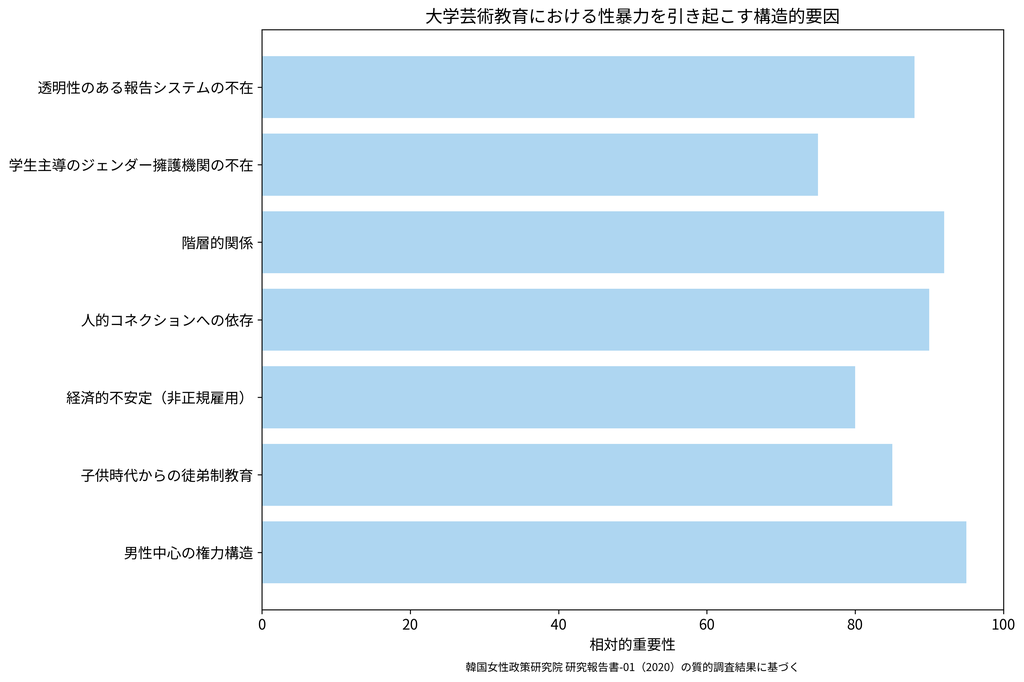 大学芸術教育における性暴力を引き起こす構造的要因
透明性のある報告システムの不在
学生主導のジェンダー擁護機関の不在
階層的関係
人的コネクションへの依存
経済的不安定（非正規雇用）
子供時代からの徒弟制教育
男性中心の権力構造
0 20 40 60 80 100
相対的重要性
韓国女性政策研究院 研究報告書-01（2020）の質的調査結果に基づく